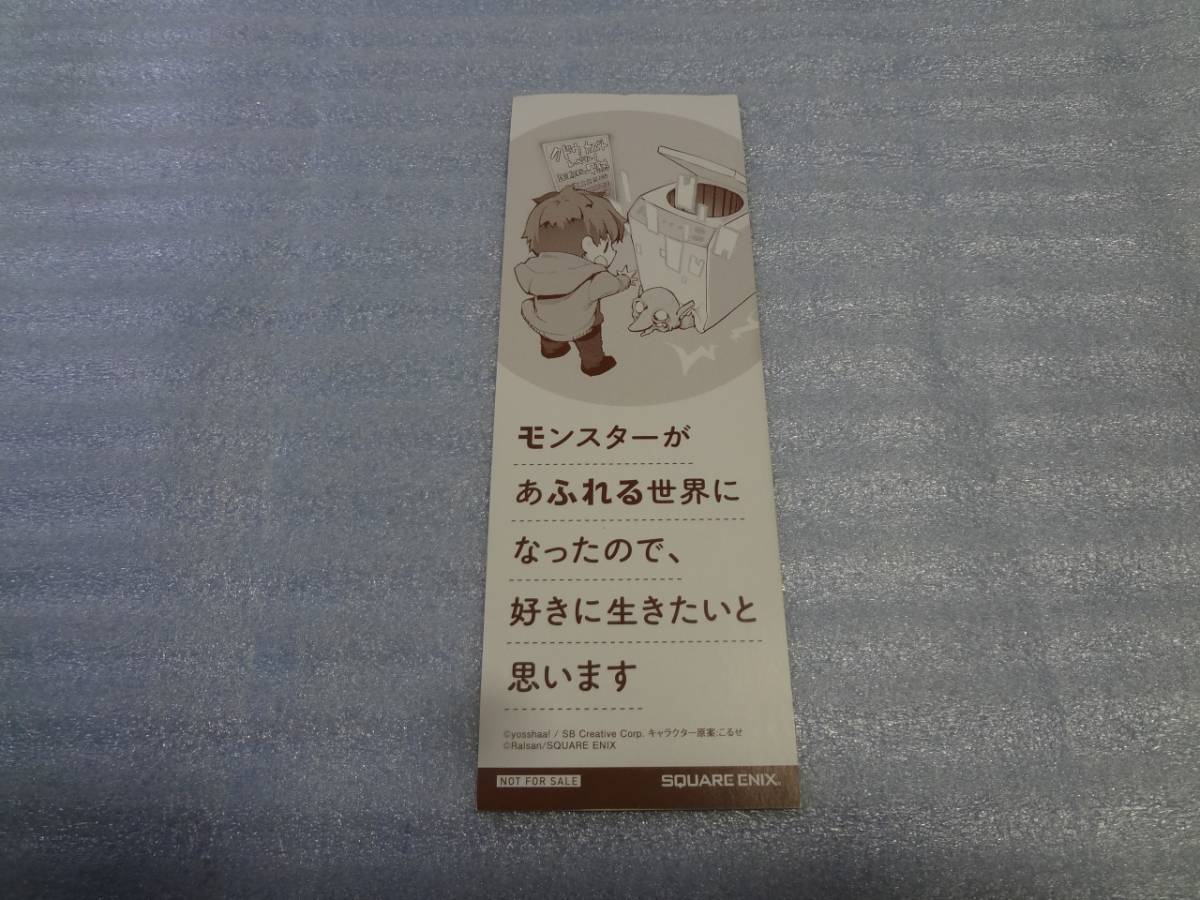 モンスターが
あふれる世界に
なったので、
好きに生きたいと
思います
©yosshaa! / SB Creative Corp. キャラクター原案:こるせ
©Ralsan/SQUARE ENIX
NOT FOR SALE
SQUARE ENIX.